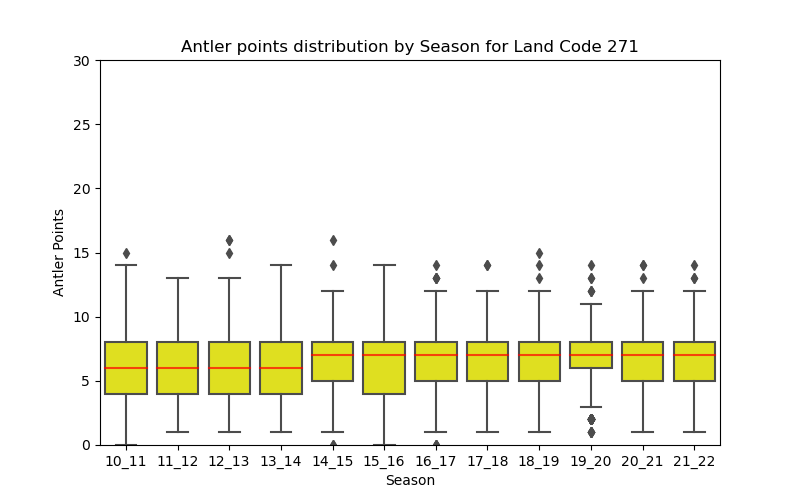 Antler points distribution by Season for Land Code 271
30
25
20
15
10
5
0
Antler Points
10_11 11_12 12_13 13_14 14_15 15_16 16_17 17_18 18_19 19_20 20_21 21_22
Season